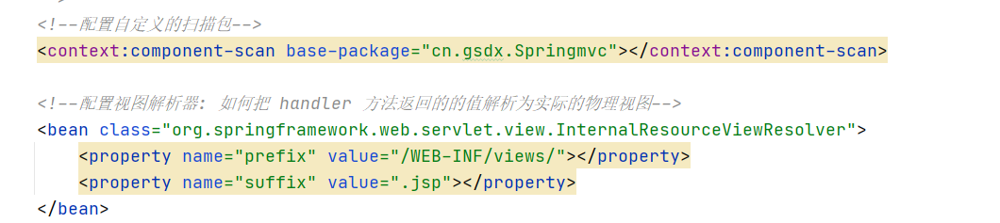 <!--配置自定义的扫描包-->
<context:component-scan base-package="cn.gsdx.Springmvc"></context:component-scan>
<!--配置视图解析器: 如何把 handler 方法返回的的值解析为实际的物理视图-->
<bean class="org.springframework.web.servlet.view.InternalResourceViewResolver">
<property name="prefix" value="/WEB-INF/views/"></property>
<property name="suffix" value=".jsp"></property>
</bean>